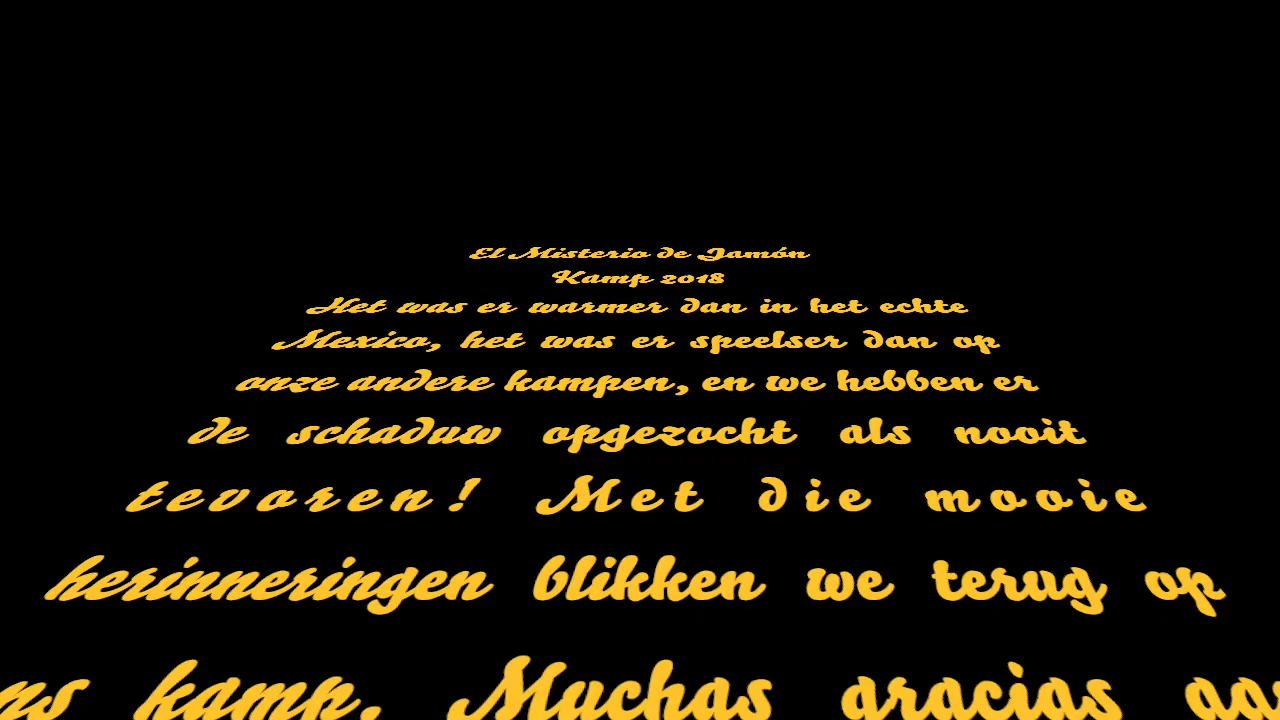 El Misterio de Jamón
Kamp 2018
Het was er warmer dan in het echte
Mexico, het was er speelser dan op
onze andere kampen, en we hebben er
de schaduw opgezocht als nooit
tevoren! Met die mooie
herinneringen blikken we terug op
kamp. Muchas gracias